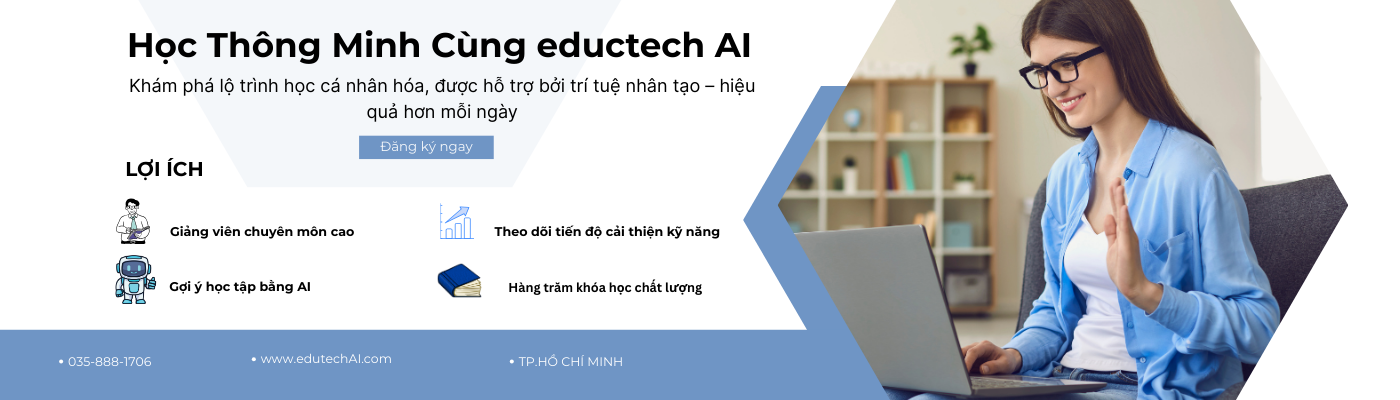 Học Thông Minh Cùng eductech AI
Khám phá lộ trình học cá nhân hóa, được hỗ trợ bởi trí tuệ nhân tạo – hiệu
quả hơn mỗi ngày
Đăng ký ngay
LỢI ÍCH
Giảng viên chuyên môn cao
Theo dõi tiến độ cải thiện kỹ năng
Gợi ý học tập bằng AI
Hàng trăm khóa học chất lượng
• 035-888-1706
• www.edutechAI.com
• TP.HỒ CHÍ MINH